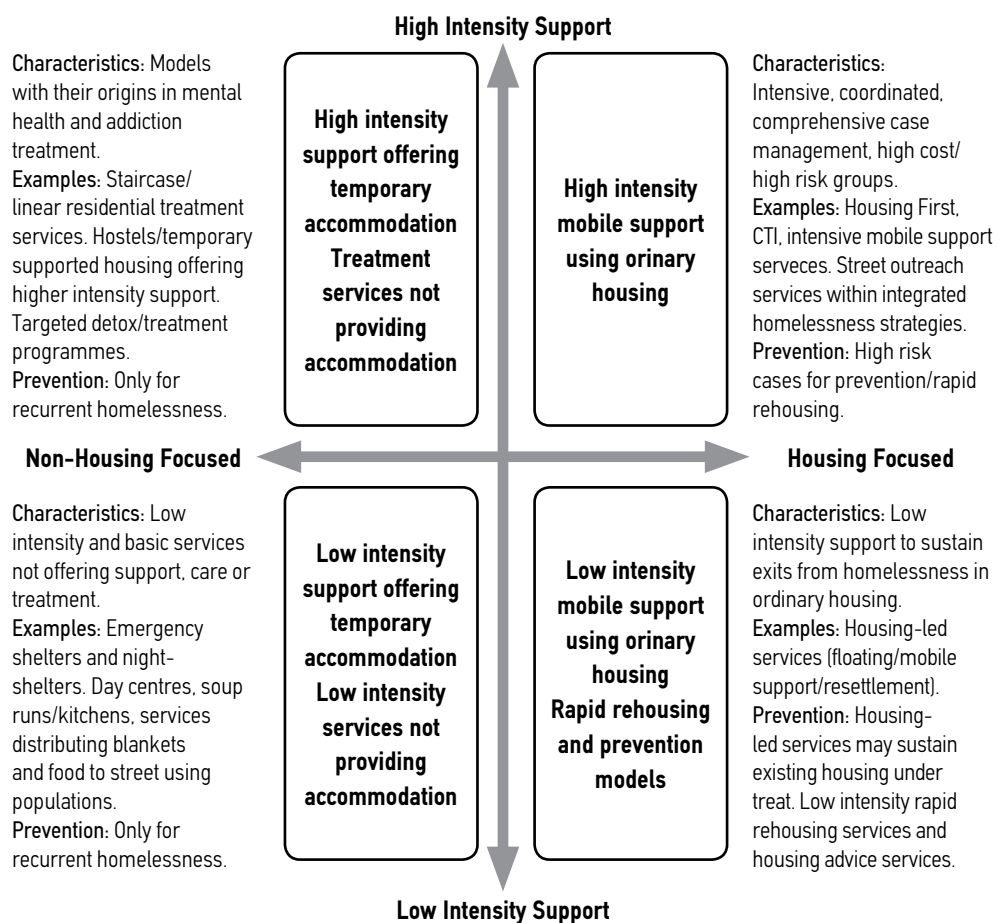 High Intensity Support
Characteristics: Models
with their origins in mental
health and addiction
treatment.
Examples: Staircase/
linear residential treatment
services. Hostels/temporary
supported housing offering
higher intensity support.
Targeted detox/treatment
programmes.
Prevention: Only for
recurrent homelessness.
High intensity
support offering
temporary
accommodation
Treatment
services not
providing
accommodation
High intensity
mobile support
using orinary
housing
Characteristics:
Intensive, coordinated,
comprehensive case
management, high cost/
high risk groups.
Examples: Housing First,
CTI, intensive mobile support
serveces. Street outreach
services within integrated
homelessness strategies.
Prevention: High risk
cases for prevention/rapid
rehousing.
Non-Housing Focused
Housing Focused
Characteristics: Low
intensity and basic services
not offering support, care or
treatment.
Examples: Emergency
shelters and night-
shelters. Day centres, soup
runs/kitchens, services
distributing blankets
and food to street using
populations.
Prevention: Only for
recurrent homelessness.
Low intensity
support offering
temporary
accommodation
Low intensity
services not
providing
accommodation
Low intensity
mobile support
using orinary
housing
Rapid rehousing
and prevention
models
Characteristics: Low
intensity support to sustain
exits from homelessness in
ordinary housing.
Examples: Housing-led
services (floating/mobile
support/resettlement).
Prevention: Housing-
led services may sustain
existing housing under
treat. Low intensity rapid
rehousing services and
housing advice services.
Low Intensity Support